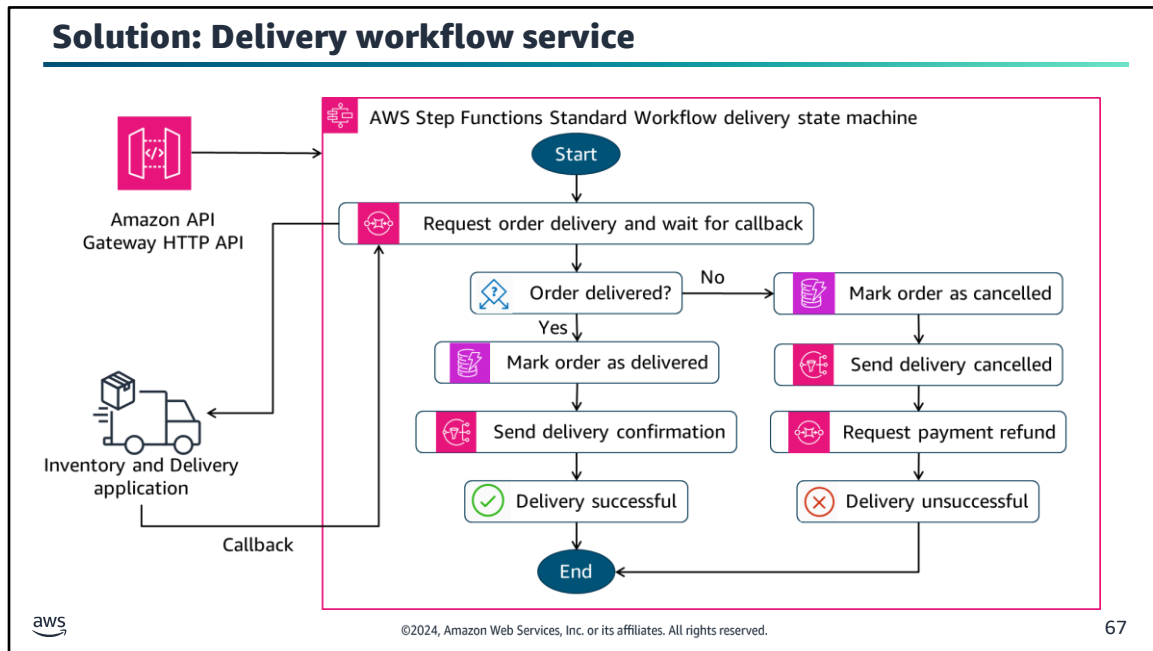 Solution: Delivery workflow service
AWS Step Functions Standard Workflow delivery state machine
Start
Amazon API
Gateway HTTP API
Request order delivery and wait for callback
Order delivered?
No
Mark order as cancelled
Yes
Mark order as delivered
Send delivery cancelled
Send delivery confirmation
Request payment refund
Inventory and Delivery
application
Delivery successful
Delivery unsuccessful
Callback
End
aws
©2024, Amazon Web Services, Inc. or its affiliates. All rights reserved.
67